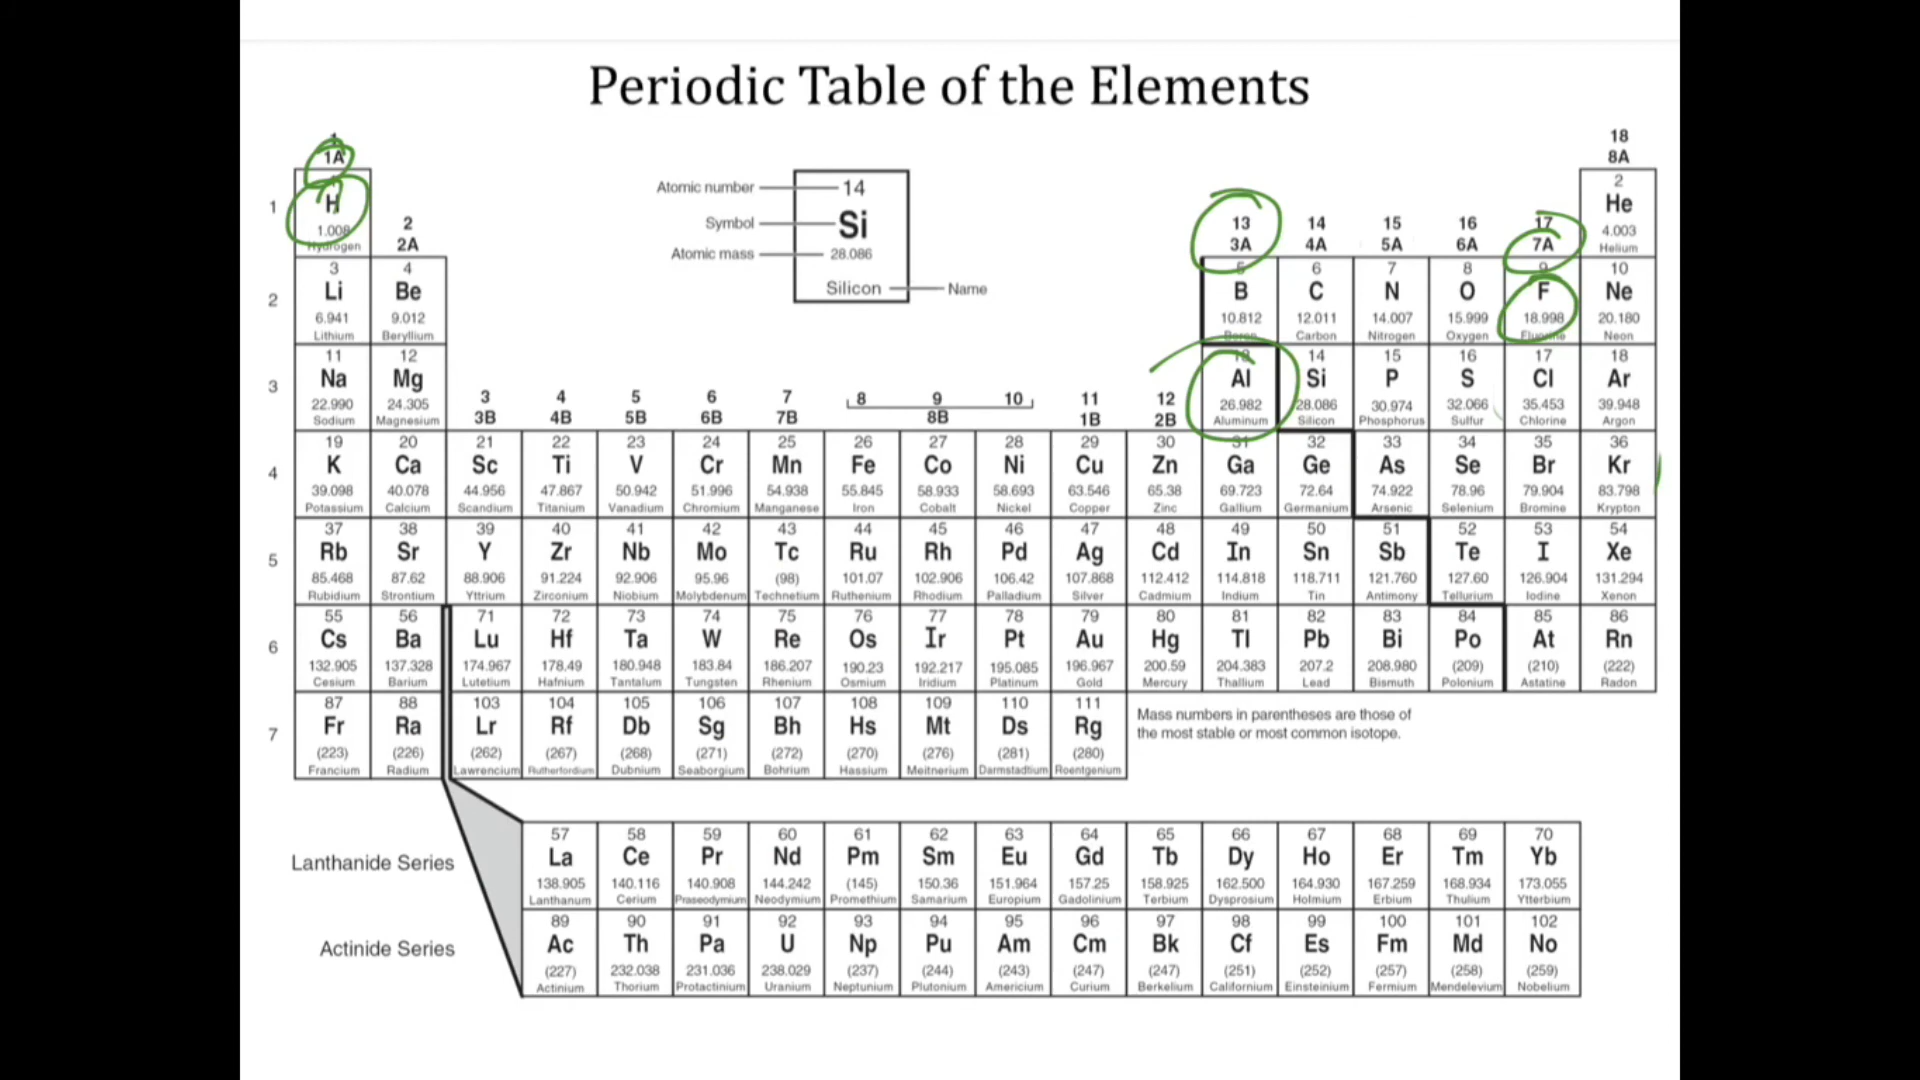 Periodic Table of the Elements
18
1A 8A
2
H Atomic number 14 He
1 1.008 2 Symbol Si 13 14 15 16 17 4.003
Hydrogen 2A Atomic mass 28.086 3A 4A 5A 6A 7A Helium
Silicon Name
3 4 5 6 7 8 9 10
2 Li Be B C N O F Ne
6.941 9.012 10.812 12.011 14.007 15.999 18.998 20.180
Lithium Beryllium Boron Carbon Nitrogen Oxygen Fluorine Neon
11 12 13 14 15 16 17 18
3 Na Mg Al Si P S Cl Ar
22.990 24.305 3 4 5 6 7 8 9 10 11 12 26.982 28.086 30.974 32.066 35.453 39.948
Sodium Magnesium 3B 4B 5B 6B 7B 8B 1B 2B Aluminum Silicon Phosphorus Sulfur Chlorine Argon
19 20 21 22 23 24 25 26 27 28 29 30 31 32 33 34 35 36
4 K Ca Sc Ti V Cr Mn Fe Co Ni Cu Zn Ga Ge As Se Br Kr
39.098 40.078 44.956 47.867 50.942 51.996 54.938 55.845 58.933 58.693 63.546 65.38 69.723 72.64 74.922 78.96 79.904 83.798
Potassium Calcium Scandium Titanium Vanadium Chromium Manganese Iron Cobalt Nickel Copper Zinc Gallium Germanium Arsenic Selenium Bromine Krypton
37 38 39 40 41 42 43 44 45 46 47 48 49 50 51 52 53 54
5 Rb Sr Y Zr Nb Mo Tc Ru Rh Pd Ag Cd In Sn Sb Te I Xe
85.468 87.62 88.906 91.224 92.906 95.96 (98) 101.07 102.906 106.42 107.868 112.412 114.818 118.711 121.760 127.60 126.904 131.294
Rubidium Strontium Yttrium Zirconium Niobium Molybdenum Technetium Ruthenium Rhodium Palladium Silver Cadmium Indium Tin Antimony Tellurium Iodine Xenon
55 56 71 72 73 74 75 76 77 78 79 80 81 82 83 84 85 86
6 Cs Ba Lu Hf Ta W Re Os Ir Pt Au Hg Tl Pb Bi Po At Rn
132.905 137.328 174.967 178.49 180.948 183.84 186.207 190.23 192.217 195.085 196.967 200.59 204.383 207.2 208.980 (209) (210) (222)
Cesium Barium Lutetium Hafnium Tantalum Tungsten Rhenium Osmium Iridium Platinum Gold Mercury Thallium Lead Bismuth Polonium Astatine Radon
87 88 103 104 105 106 107 108 109 110 111
7 Fr Ra Lr Rf Db Sg Bh Hs Mt Ds Rg
(223) (226) (262) (267) (268) (271) (272) (270) (276) (281) (280)
Francium Radium Lawrencium Rutherfordium Dubnium Seaborgium Bohrium Hassium Meitnerium Darmstadtium Roentgenium
Mass numbers in parentheses are those of
the most stable or most common isotope.
57 58 59 60 61 62 63 64 65 66 67 68 69 70
Lanthanide Series La Ce Pr Nd Pm Sm Eu Gd Tb Dy Ho Er Tm Yb
138.905 140.116 140.908 144.242 (145) 150.36 151.964 157.25 158.925 162.500 164.930 167.259 168.934 173.055
Lanthanum Cerium Praseodymium Neodymium Promethium Samarium Europium Gadolinium Terbium Dysprosium Holmium Erbium Thulium Ytterbium
89 90 91 92 93 94 95 96 97 98 99 100 101 102
Actinide Series Ac Th Pa U Np Pu Am Cm Bk Cf Es Fm Md No
(227) 232.038 231.036 238.029 (237) (244) (243) (247) (247) (251) (252) (257) (258) (259)
Actinium Thorium Protactinium Uranium Neptunium Plutonium Americium Curium Berkelium Californium Einsteinium Fermium Mendelevium Nobelium